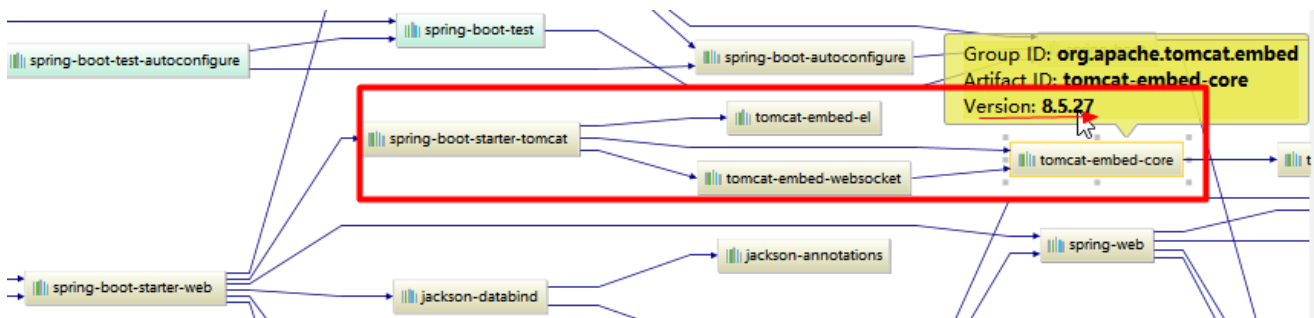 spring-boot-test
spring-boot-test-autoconfigure
spring-boot-autoconfigure
Group ID: org.apache.tomcat.embed
Artifact ID: tomcat-embed-core
Version: 8.5.27
tomcat-embed-el
spring-boot-starter-tomcat
tomcat-embed-core
t
tomcat-embed-websocket
spring-web
jackson-annotations
spring-boot-starter-web
jackson-databind